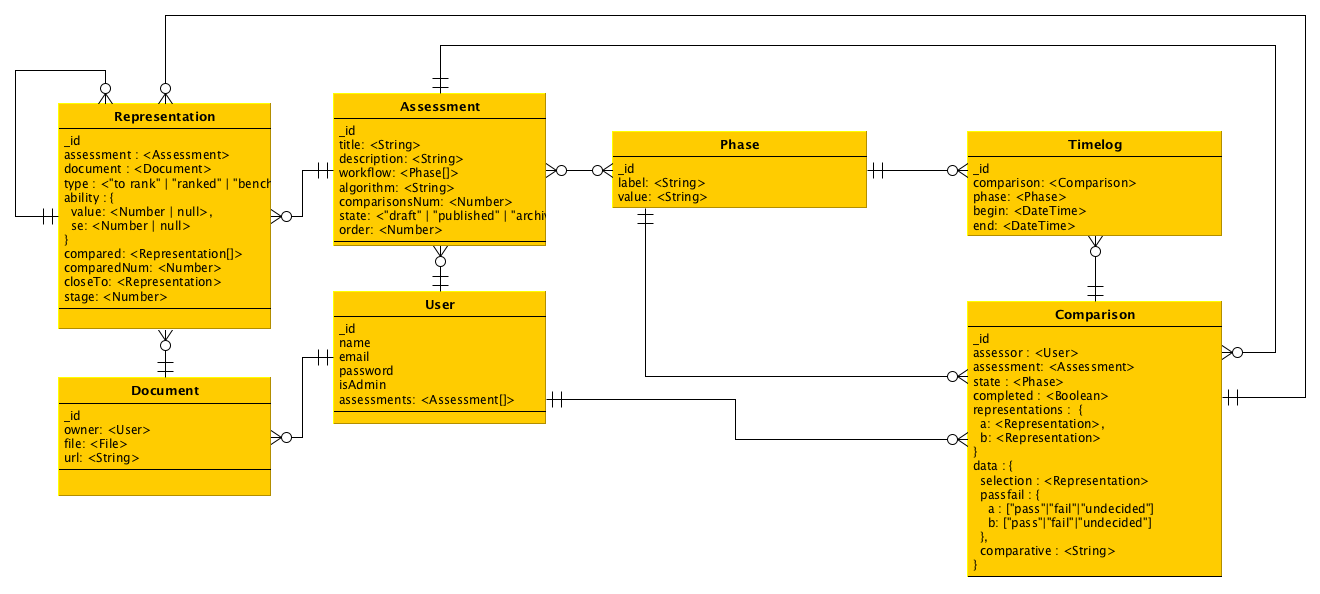 Representation
_id
assessment : <Assessment>
document : <Document>
type : <"to rank" | "ranked" | "bench
ability : {
value: <Number | null>,
se: <Number | null>
}
compared: <Representation[]>
comparedNum: <Number>
closeTo: <Representation>
stage: <Number>
Assessment
_id
title: <String>
description: <String>
workflow: <Phase[]>
algorithm: <String>
comparisonsNum: <Number>
state: <"draft" | "published" | "archi
order: <Number>
Phase
_id
label: <String>
value: <String>
Timelog
_id
comparison: <Comparison>
phase: <Phase>
begin: <DateTime>
end: <DateTime>
Document
_id
owner: <User>
file: <File>
url: <String>
User
_id
name
email
password
isAdmin
assessments: <Assessment[]>
Comparison
_id
assessor : <User>
assessment: <Assessment>
state : <Phase>
completed : <Boolean>
representations : {
a: <Representation>,
b: <Representation>
}
data : {
selection : <Representation>
passfail : {
a : ["pass"|"fail"|"undecided"]
b: ["pass"|"fail"|"undecided"]
},
comparative : <String>
}